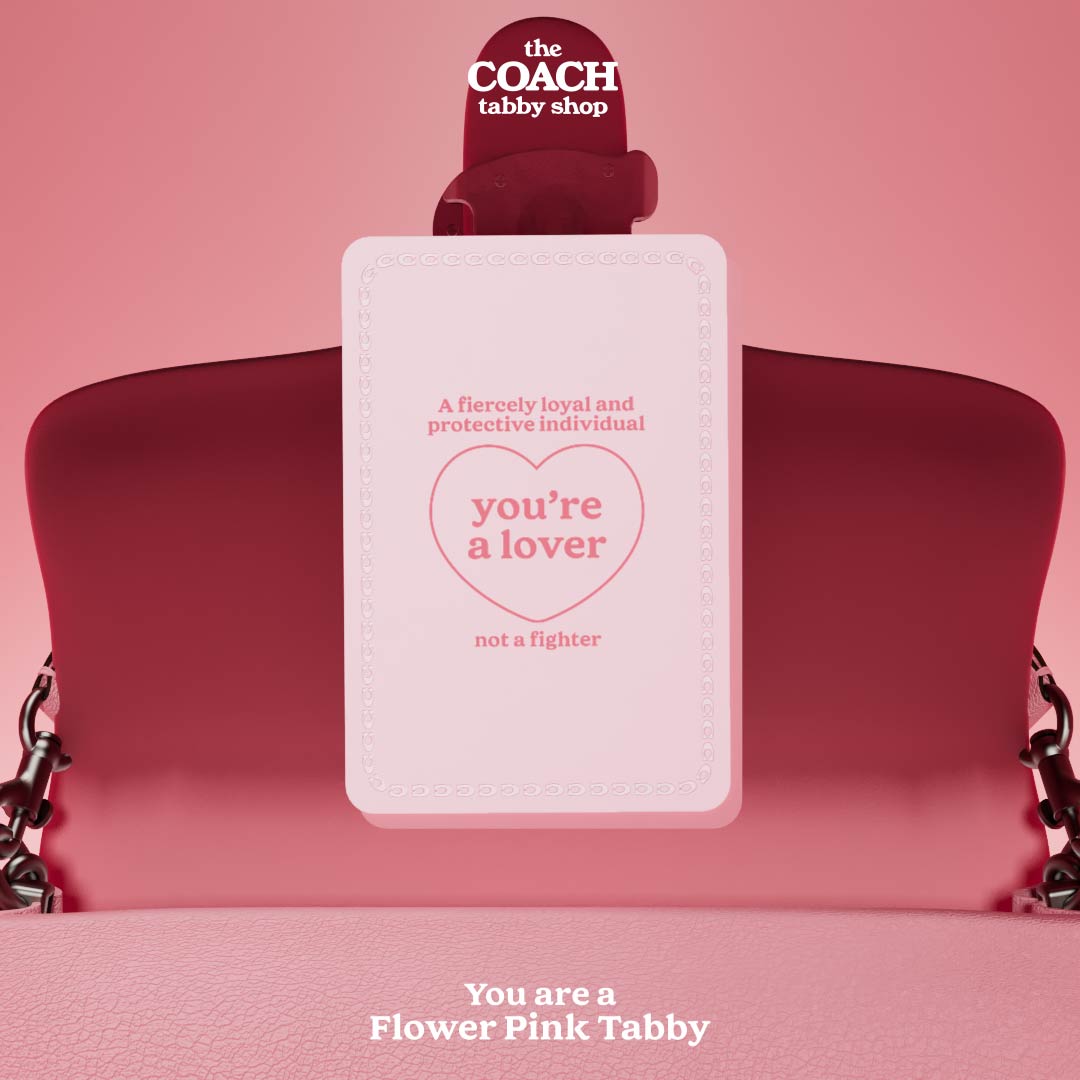 the
COACH
tabby shop
A fiercely loyal and
protective individual
you're
a lover
not a fighter
You are a
Flower Pink Tabby